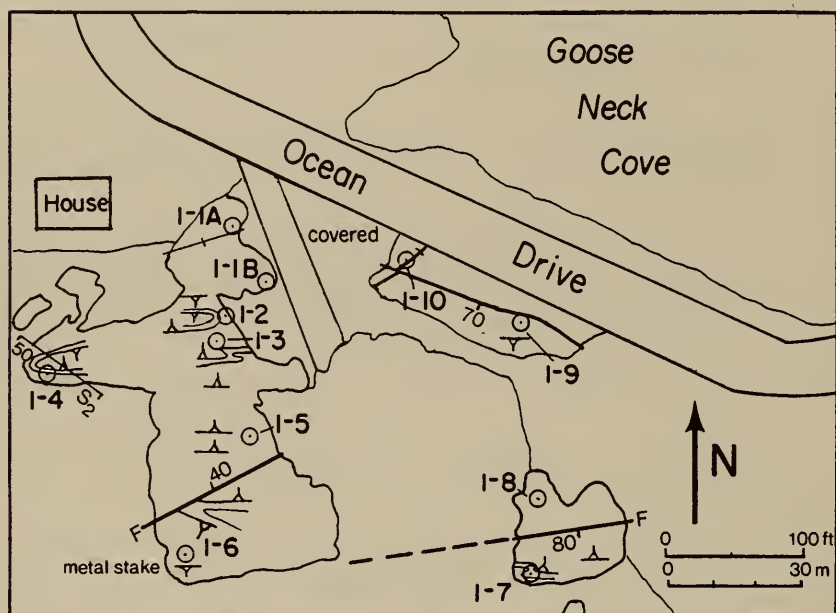 Goose
Neck
Cove
Ocean
Drive
House
1-1A
covered
1-1B
1-10
1-2
70
1-3
50
1-9
1-4
S2
1-5
40
N
1-8
F
F
80
100 ft
0
metal stake
1-6
0
30 m
1-7